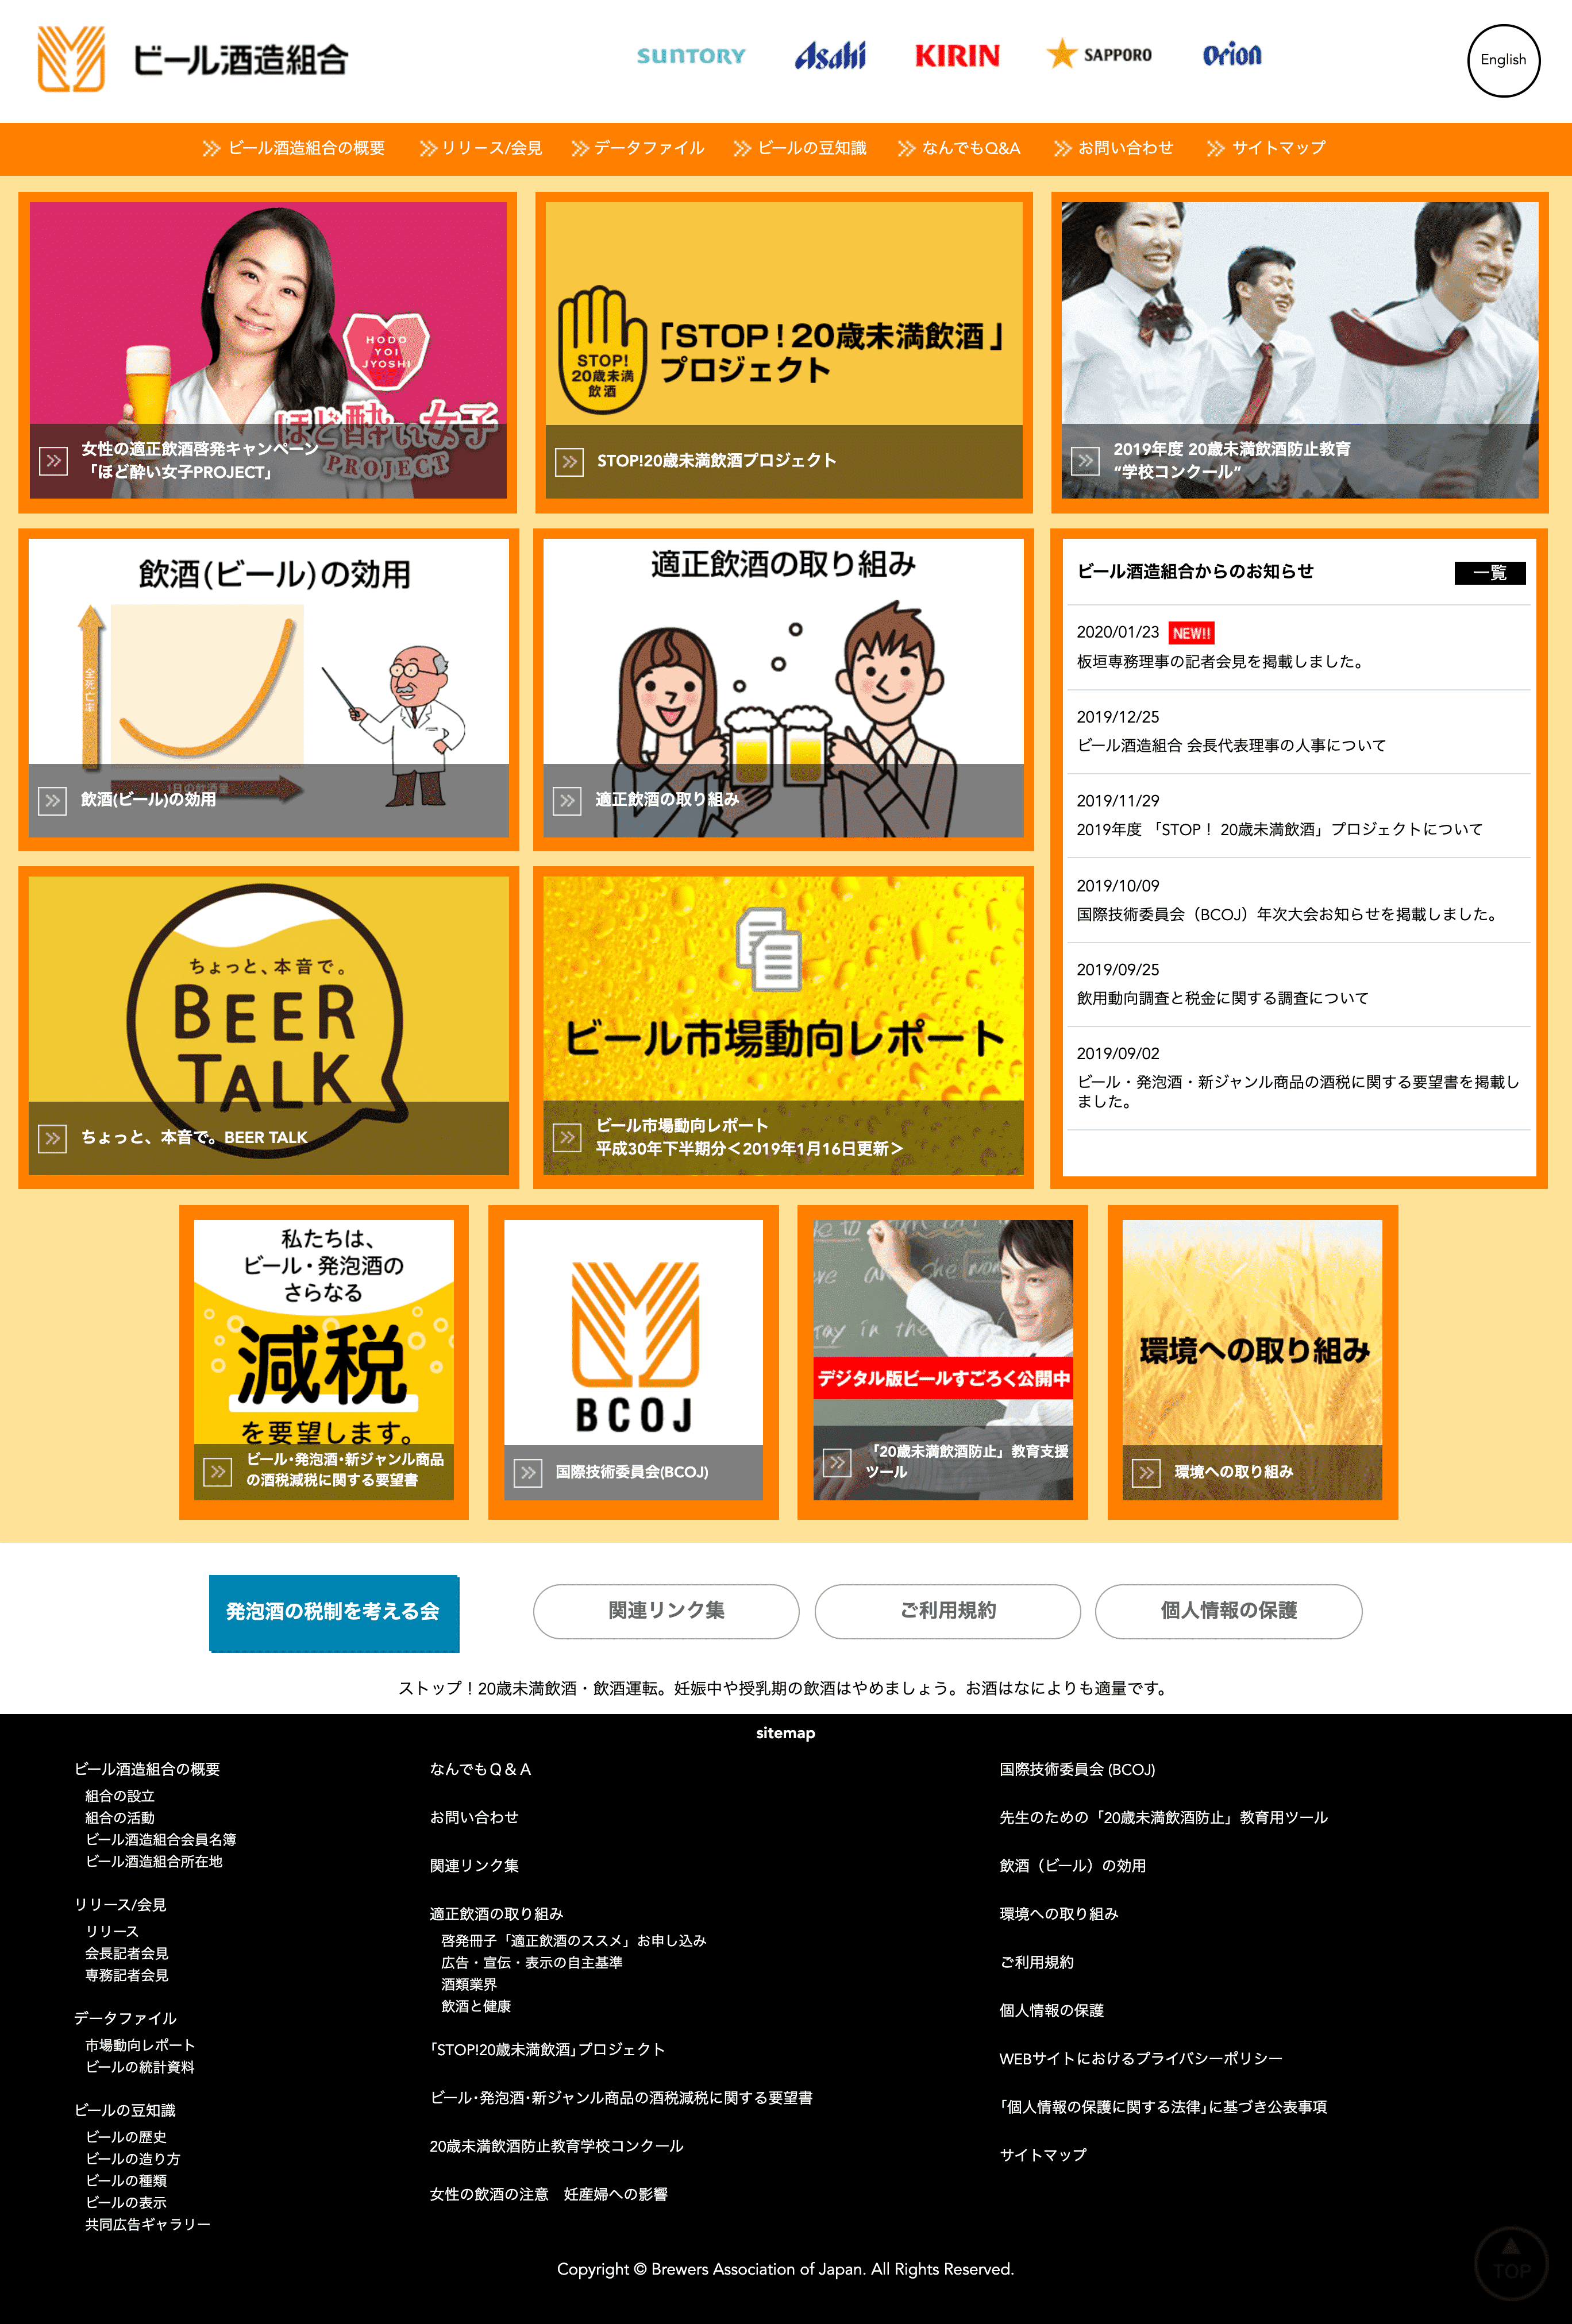 ビール酒造組合
SUNTORY
Asahi
KIRIN
SAPPORO
Orion
English
ビール酒造組合の概要
リリース/会見
データファイル
ビールの豆知識
なんでもQ&A
お問い合わせ
サイトマップ
HODO
YOI
JYOSHI
ほど酔い女子
PROJECT
女性の適正飲酒啓発キャンペーン
「ほど酔い女子PROJECT」
STOP!
20歳未満
飲酒
「STOP！20歳未満飲酒」
プロジェクト
STOP!20歳未満飲酒プロジェクト
2019年度 20歳未満飲酒防止教育
“学校コンクール”
飲酒(ビール)の効用
全死亡率
1日の飲酒量
飲酒(ビール)の効用
適正飲酒の取り組み
適正飲酒の取り組み
ビール酒造組合からのお知らせ
一覧
2020/01/23 NEW!!
板垣専務理事の記者会見を掲載しました。
2019/12/25
ビール酒造組合 会長代表理事の人事について
2019/11/29
2019年度 「STOP！ 20歳未満飲酒」プロジェクトについて
2019/10/09
国際技術委員会（BCOJ）年次大会お知らせを掲載しました。
2019/09/25
飲用動向調査と税金に関する調査について
2019/09/02
ビール・発泡酒・新ジャンル商品の酒税に関する要望書を掲載し
ました。
ちょっと、本音で。
BEER
TALK
ちょっと、本音で。BEER TALK
ビール市場動向レポート
ビール市場動向レポート
平成30年下半期分＜2019年1月16日更新＞
私たちは、
ビール・発泡酒の
さらなる
減税
を要望します。
ビール･発泡酒･新ジャンル商品
の酒税減税に関する要望書
BCOJ
国際技術委員会(BCOJ)
デジタル版ビールすごろく公開中
「20歳未満飲酒防止」教育支援
ツール
環境への取り組み
環境への取り組み
発泡酒の税制を考える会
関連リンク集
ご利用規約
個人情報の保護
ストップ！20歳未満飲酒・飲酒運転。妊娠中や授乳期の飲酒はやめましょう。お酒はなによりも適量です。
sitemap
ビール酒造組合の概要
組合の設立
組合の活動
ビール酒造組合会員名簿
ビール酒造組合所在地
リリース/会見
リリース
会長記者会見
専務記者会見
データファイル
市場動向レポート
ビールの統計資料
ビールの豆知識
ビールの歴史
ビールの造り方
ビールの種類
ビールの表示
共同広告ギャラリー
なんでもＱ＆Ａ
お問い合わせ
関連リンク集
適正飲酒の取り組み
啓発冊子「適正飲酒のススメ」お申し込み
広告・宣伝・表示の自主基準
酒類業界
飲酒と健康
｢STOP!20歳未満飲酒｣プロジェクト
ビール･発泡酒･新ジャンル商品の酒税減税に関する要望書
20歳未満飲酒防止教育学校コンクール
女性の飲酒の注意　妊産婦への影響
国際技術委員会 (BCOJ)
先生のための「20歳未満飲酒防止」教育用ツール
飲酒（ビール）の効用
環境への取り組み
ご利用規約
個人情報の保護
WEBサイトにおけるプライバシーポリシー
｢個人情報の保護に関する法律｣に基づき公表事項
サイトマップ
Copyright © Brewers Association of Japan. All Rights Reserved.
TOP